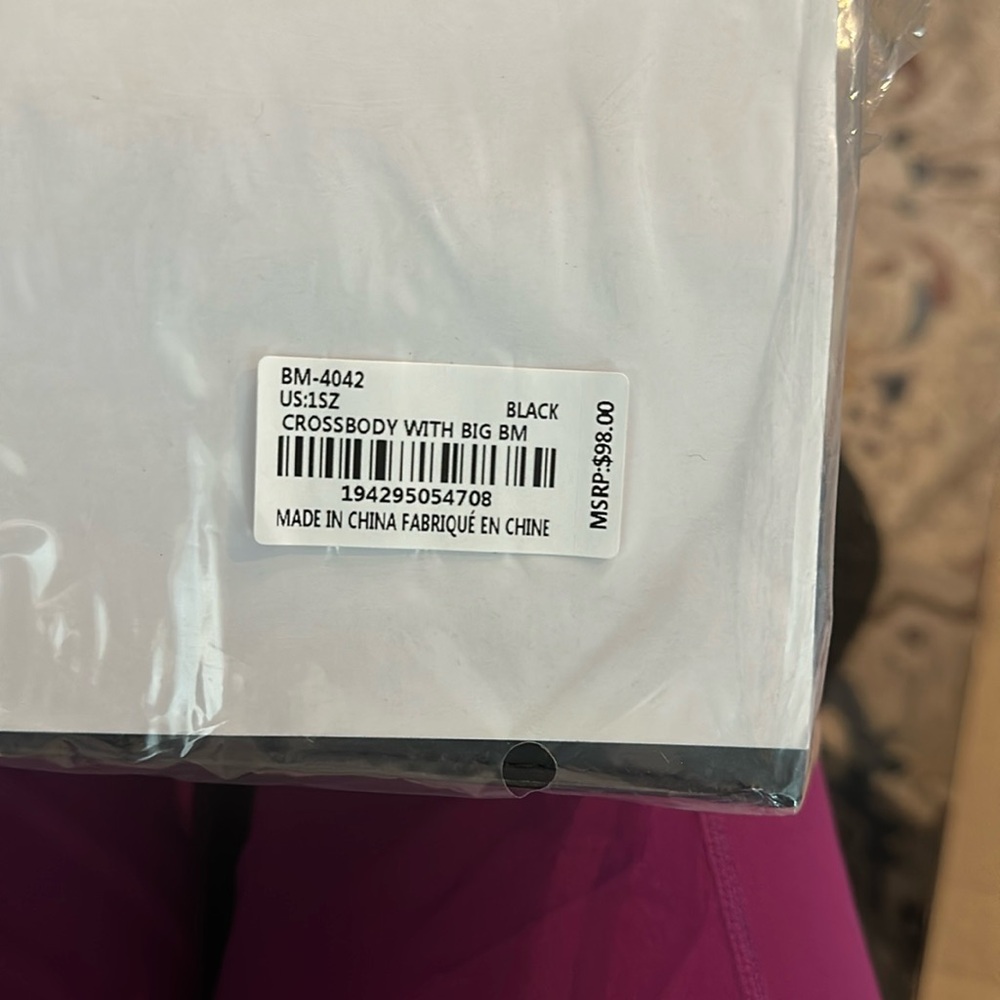 BM-4042
US:1SZ BLACK
CROSSBODY WITH BIG BM
194295054708
MADE IN CHINA FABRIQUÉ EN CHINE
MSRP:$98.00